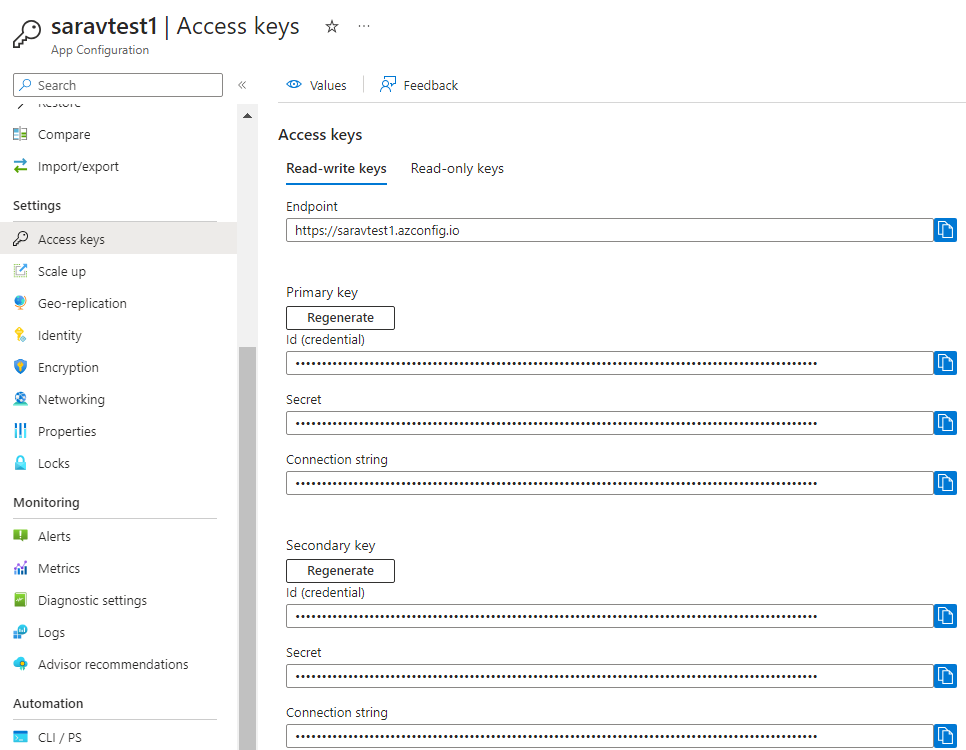 saravtest1 | Access keys
App Configuration
Search
Restore
Compare
Import/export
Settings
Access keys
Scale up
Geo-replication
Identity
Encryption
Networking
Properties
Locks
Monitoring
Alerts
Metrics
Diagnostic settings
Logs
Advisor recommendations
Automation
CLI / PS
Values
Feedback
Access keys
Read-write keys Read-only keys
Endpoint
https://saravtest1.azconfig.io
Primary key
Regenerate
Id (credential)
Secret
Connection string
Secondary key
Regenerate
Id (credential)
Secret
Connection string